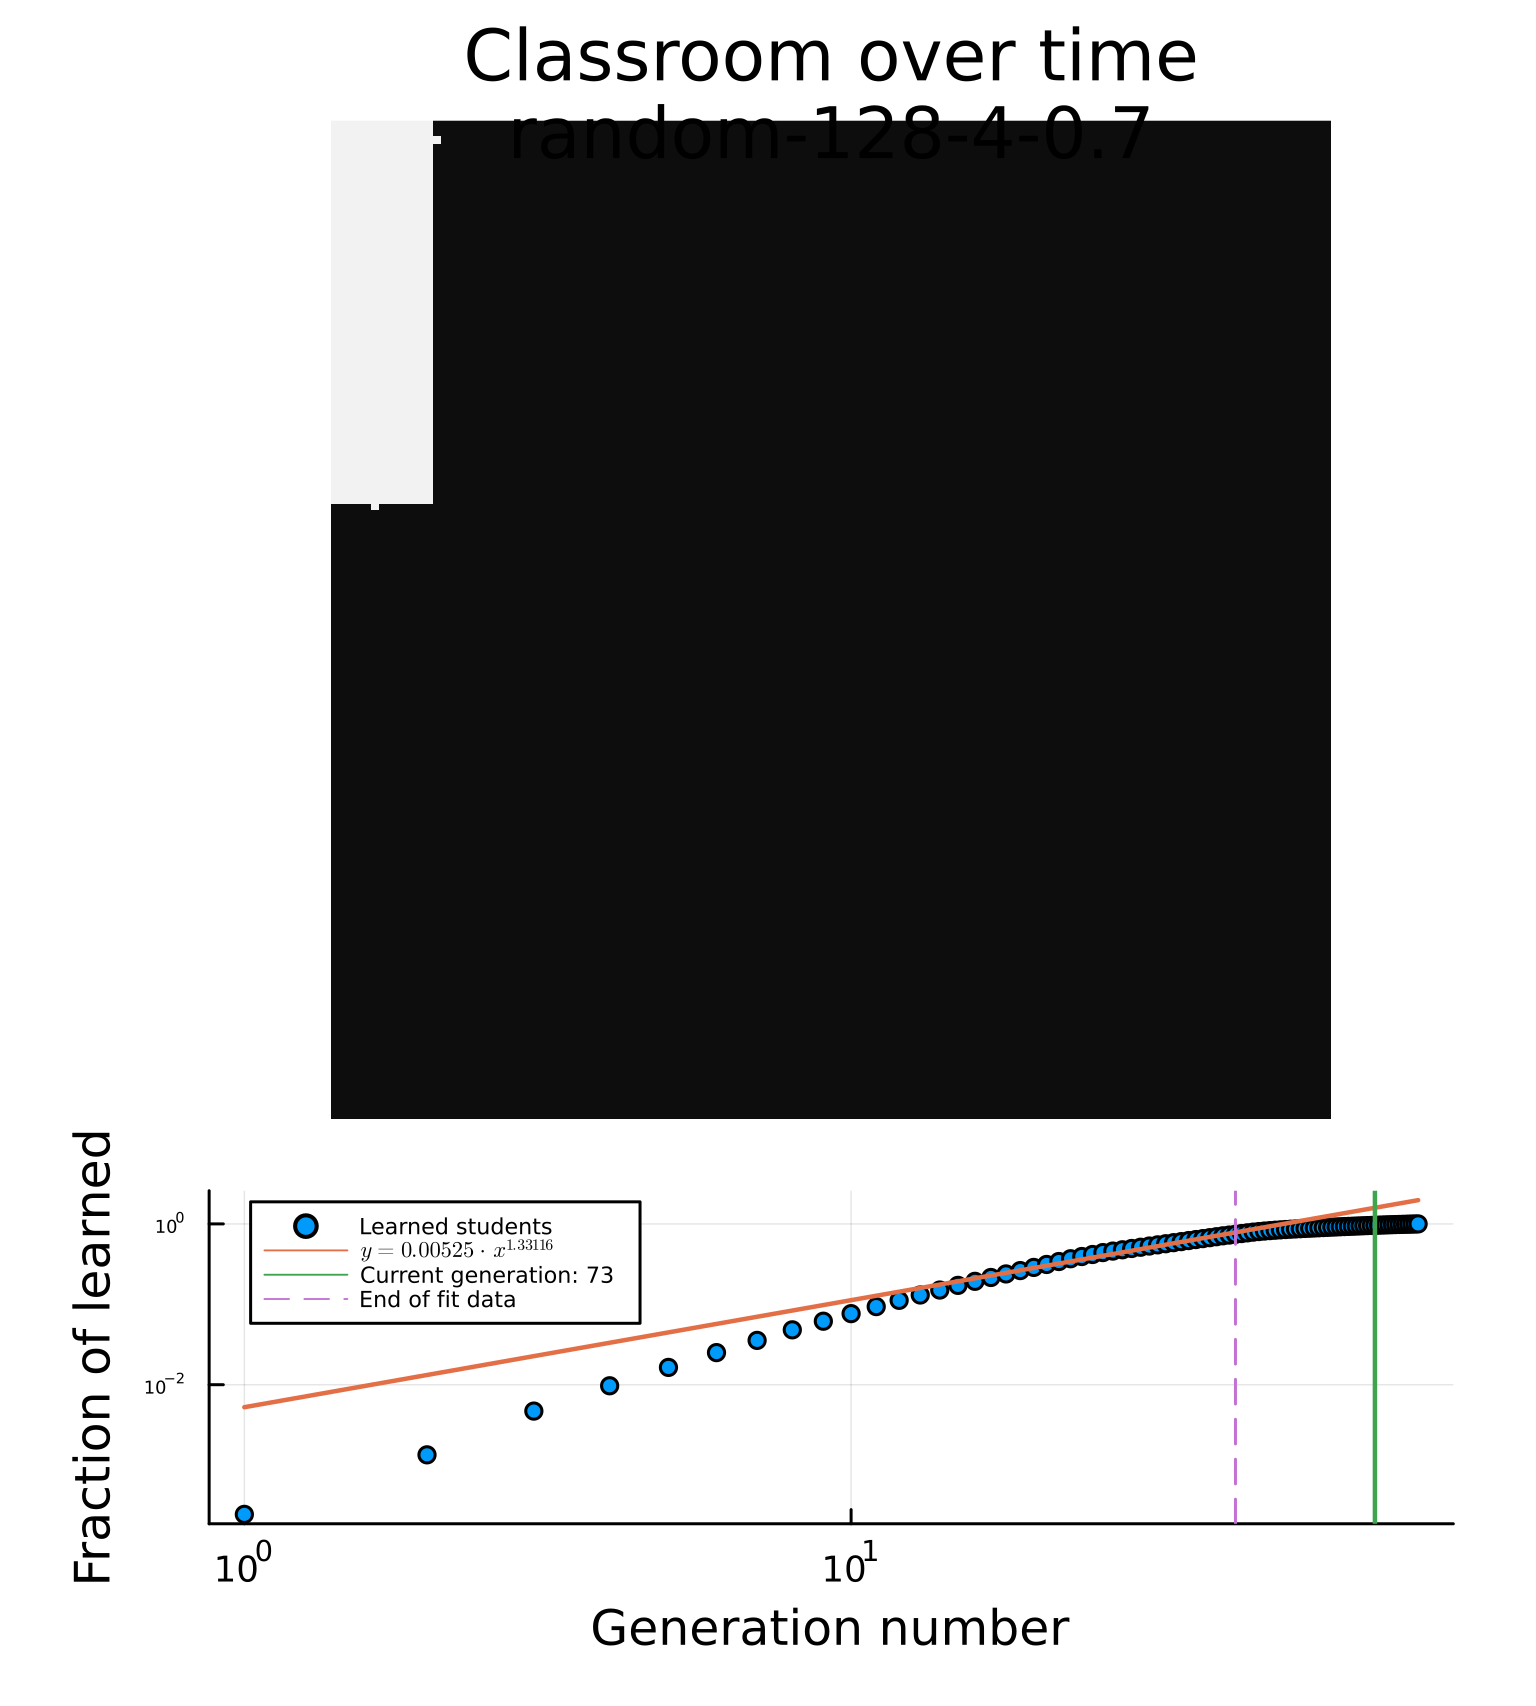 Classroom over time
random-128-4-0.7
Fraction of learned
10^0
10^−2
Learned students
y = 0.00525 · x^1.33116
Current generation: 73
End of fit data
10^0
10^1
Generation number